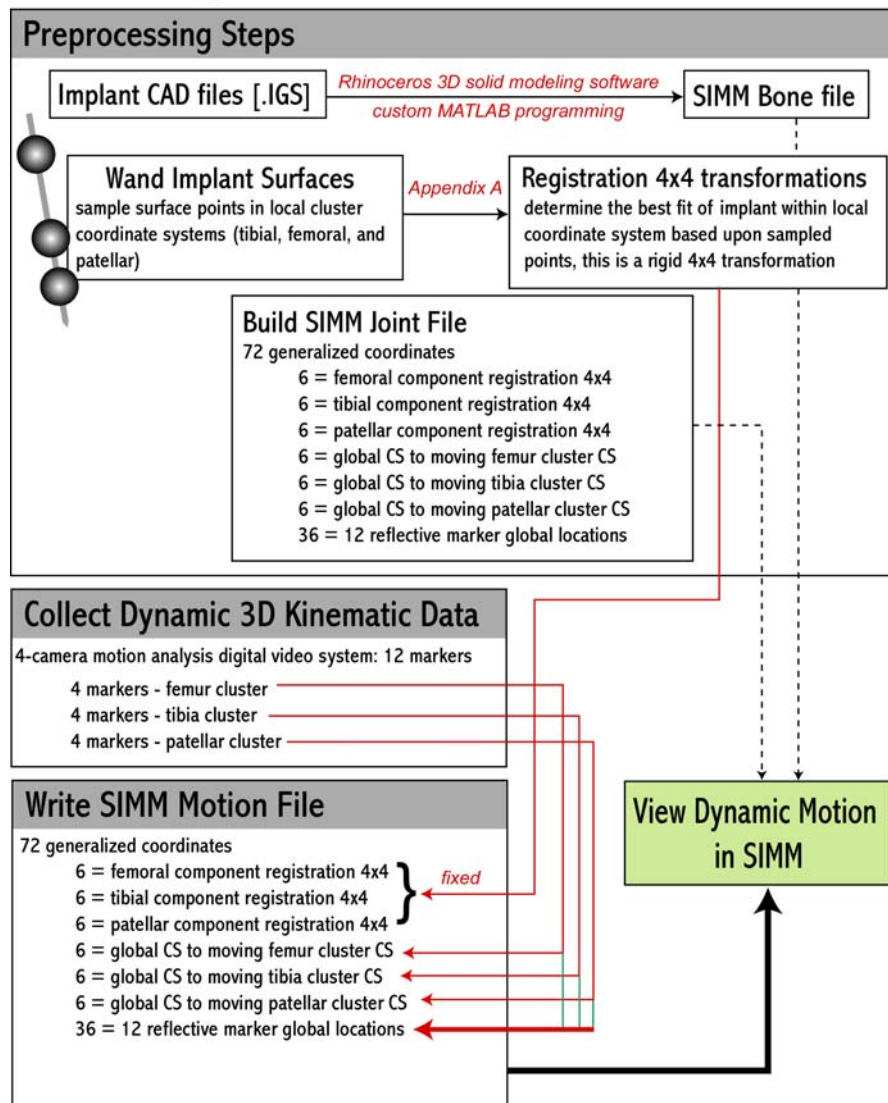 Preprocessing Steps
Implant CAD files [.IGS]
Rhinoceros 3D solid modeling software
custom MATLAB programming
SIMM Bone file
Wand Implant Surfaces
sample surface points in local cluster
coordinate systems (tibial, femoral, and
patellar)
Appendix A
Registration 4x4 transformations
determine the best fit of implant within local
coordinate system based upon sampled
points, this is a rigid 4x4 transformation
Build SIMM Joint File
72 generalized coordinates
6 = femoral component registration 4x4
6 = tibial component registration 4x4
6 = patellar component registration 4x4
6 = global CS to moving femur cluster CS
6 = global CS to moving tibia cluster CS
6 = global CS to moving patellar cluster CS
36 = 12 reflective marker global locations
Collect Dynamic 3D Kinematic Data
4-camera motion analysis digital video system: 12 markers
4 markers - femur cluster
4 markers - tibia cluster
4 markers - patellar cluster
Write SIMM Motion File
72 generalized coordinates
6 = femoral component registration 4x4
6 = tibial component registration 4x4
6 = patellar component registration 4x4
fixed
6 = global CS to moving femur cluster CS
6 = global CS to moving tibia cluster CS
6 = global CS to moving patellar cluster CS
36 = 12 reflective marker global locations
View Dynamic Motion
in SIMM